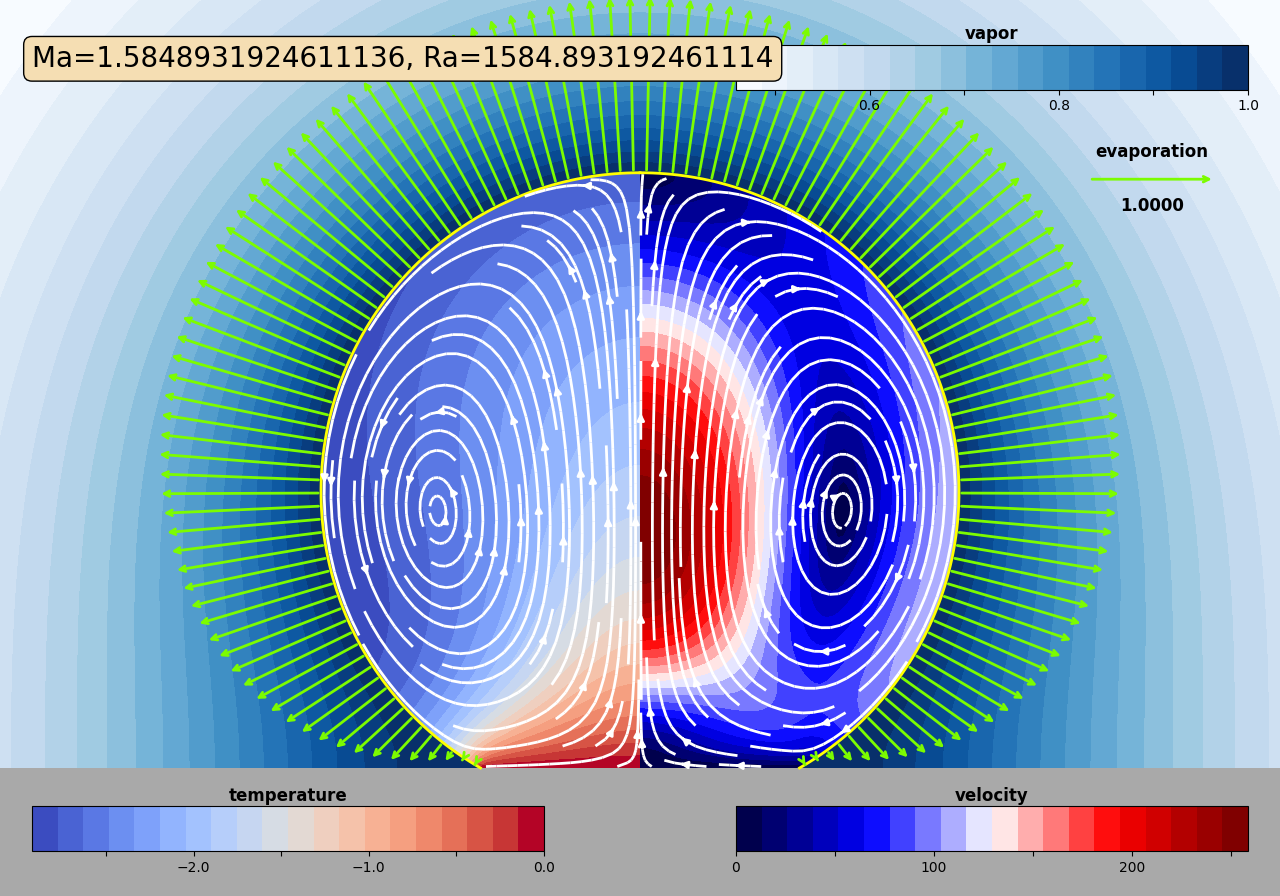 Ma=1.5848931924611136, Ra=1584.893192461114
vapor
0.6 0.8 1.0
evaporation
1.0000
temperature
−2.0 −1.0 0.0
velocity
0 100 200